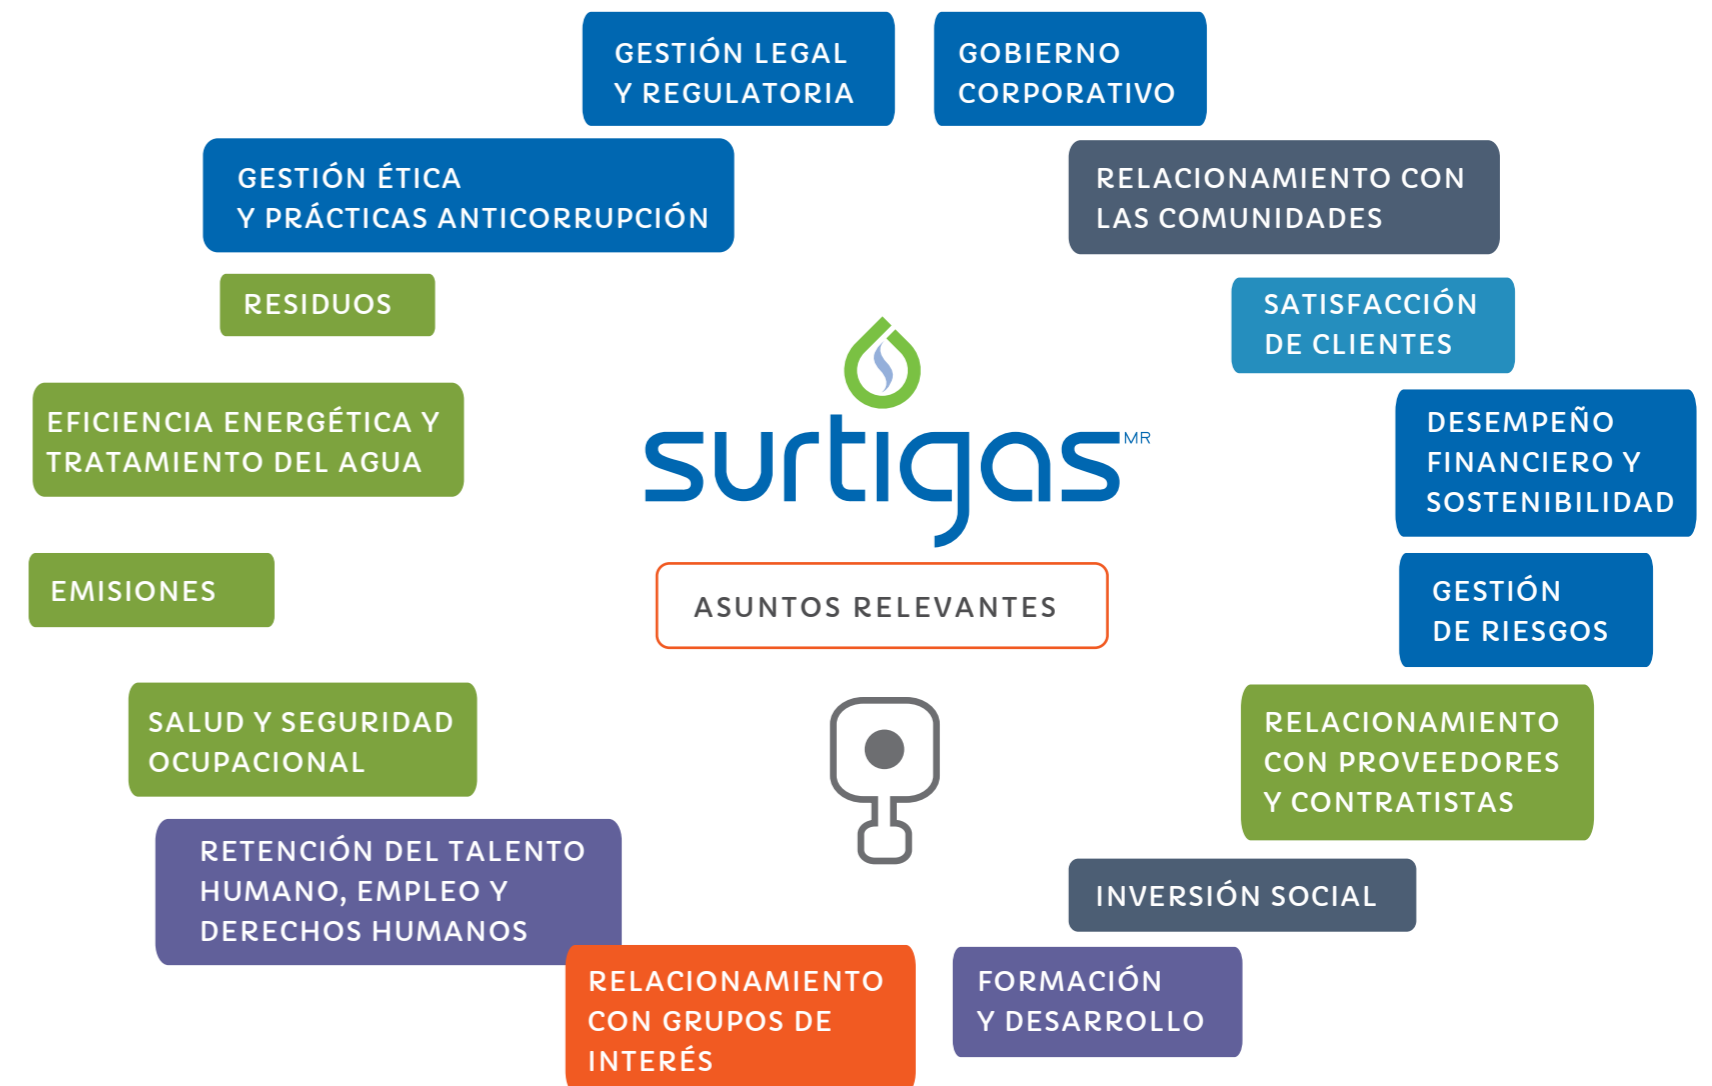 GESTIÓN LEGAL
Y REGULATORIA
GOBIERNO
CORPORATIVO
GESTIÓN ÉTICA
Y PRÁCTICAS ANTICORRUPCIÓN
RELACIONAMIENTO CON
LAS COMUNIDADES
RESIDUOS
SATISFACCIÓN
DE CLIENTES
EFICIENCIA ENERGÉTICA Y
TRATAMIENTO DEL AGUA
surtigas MR
DESEMPEÑO
FINANCIERO Y
SOSTENIBILIDAD
EMISIONES
ASUNTOS RELEVANTES
GESTIÓN
DE RIESGOS
SALUD Y SEGURIDAD
OCUPACIONAL
RELACIONAMIENTO
CON PROVEEDORES
Y CONTRATISTAS
RETENCIÓN DEL TALENTO
HUMANO, EMPLEO Y
DERECHOS HUMANOS
INVERSIÓN SOCIAL
RELACIONAMIENTO
CON GRUPOS DE
INTERÉS
FORMACIÓN
Y DESARROLLO